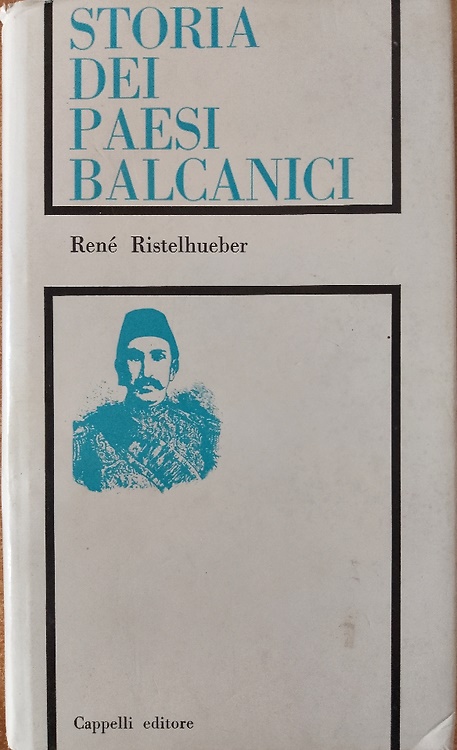 STORIA
DEI
PAESI
BALCANICI
René Ristelhueber
Cappelli editore